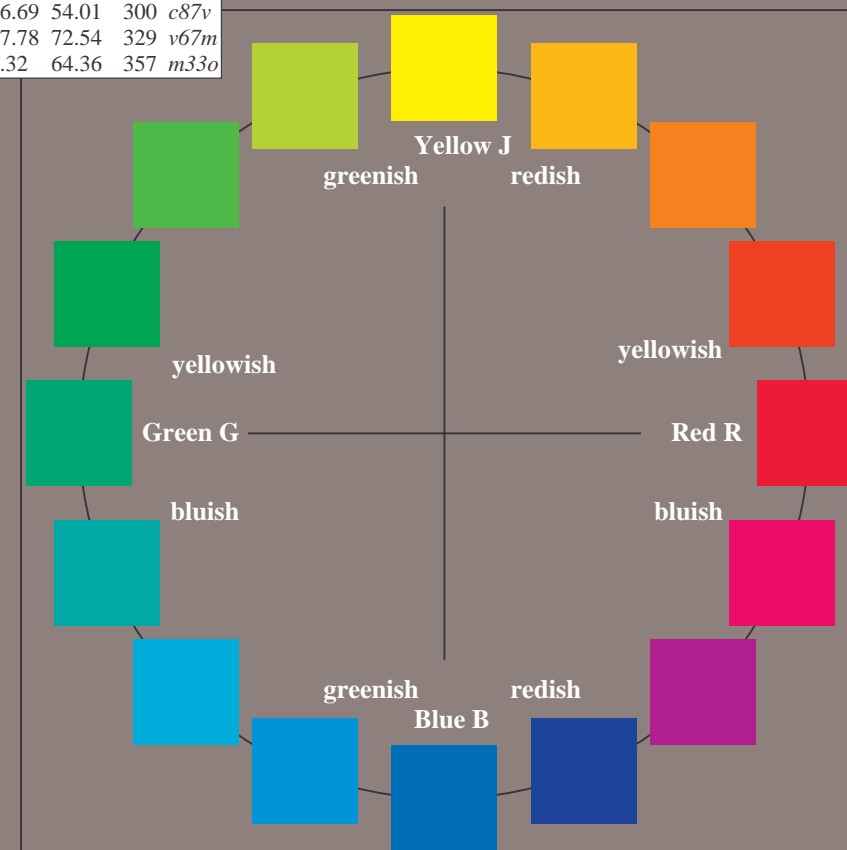 6.69 54.01 300 c87v
7.78 72.54 329 v67m
.32 64.36 357 m33o
Yellow J
greenish redish
yellowish
yellowish
Green G Red R
bluish bluish
greenish redish
Blue B